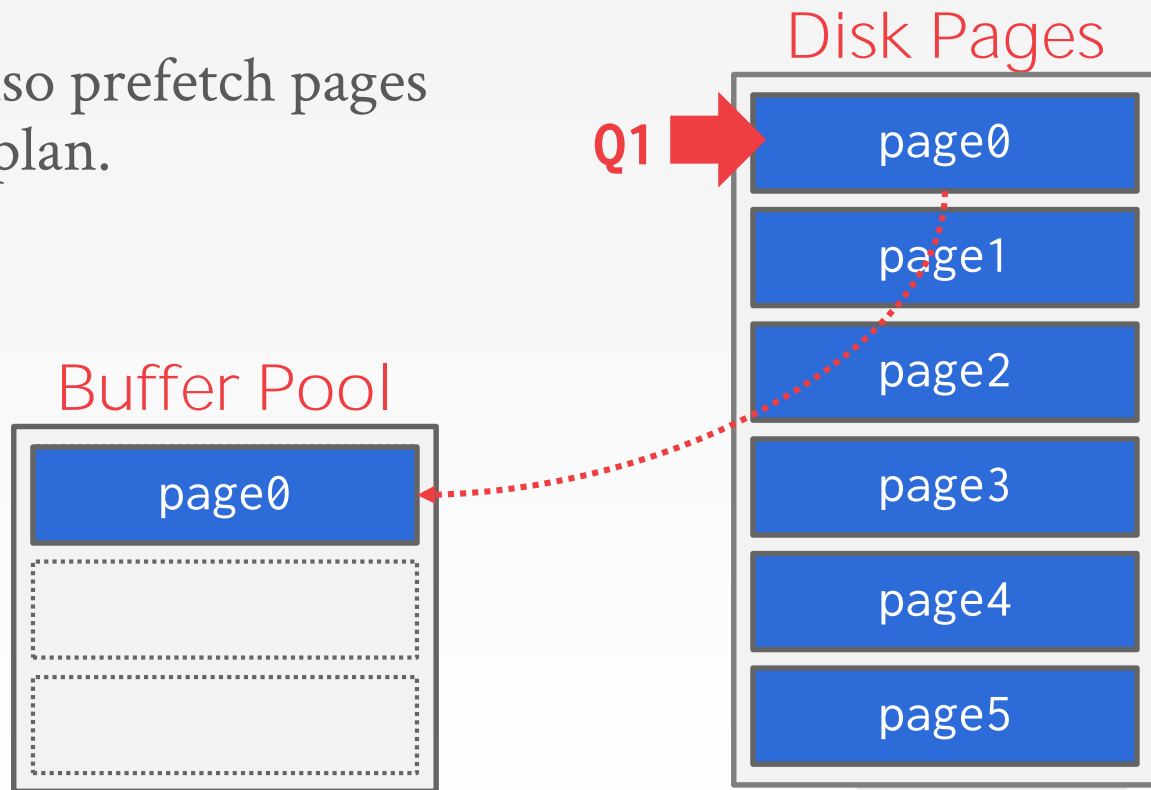 so prefetch pages
plan.
Disk Pages
Q1
page0
page1
page2
page3
page4
page5
Buffer Pool
page0